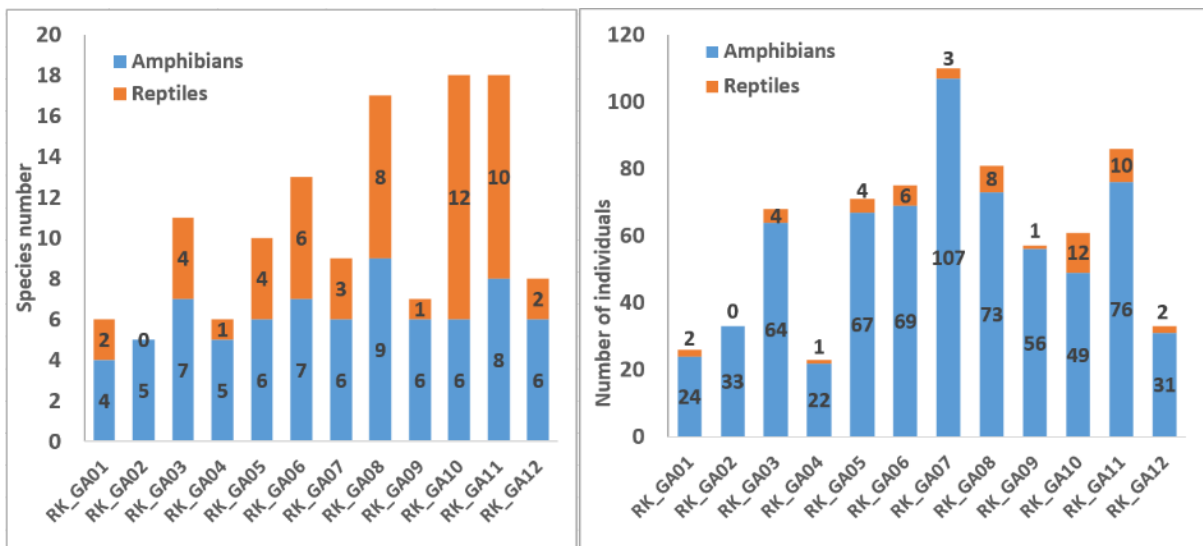 20
18
16
14
12
10
8
6
4
2
0
Species number
Amphibians
Reptiles
2 0 4 1 4 6 3 8 1 12 10 2
4 5 7 5 6 7 6 9 6 6 8 6
RK_GA01 RK_GA02 RK_GA03 RK_GA04 RK_GA05 RK_GA06 RK_GA07 RK_GA08 RK_GA09 RK_GA10 RK_GA11 RK_GA12
120
100
80
60
40
20
0
Number of individuals
Amphibians
Reptiles
2 0 4 1 4 6 3 8 1 12 10 2
24 33 64 22 67 69 107 73 56 49 76 31
RK_GA01 RK_GA02 RK_GA03 RK_GA04 RK_GA05 RK_GA06 RK_GA07 RK_GA08 RK_GA09 RK_GA10 RK_GA11 RK_GA12